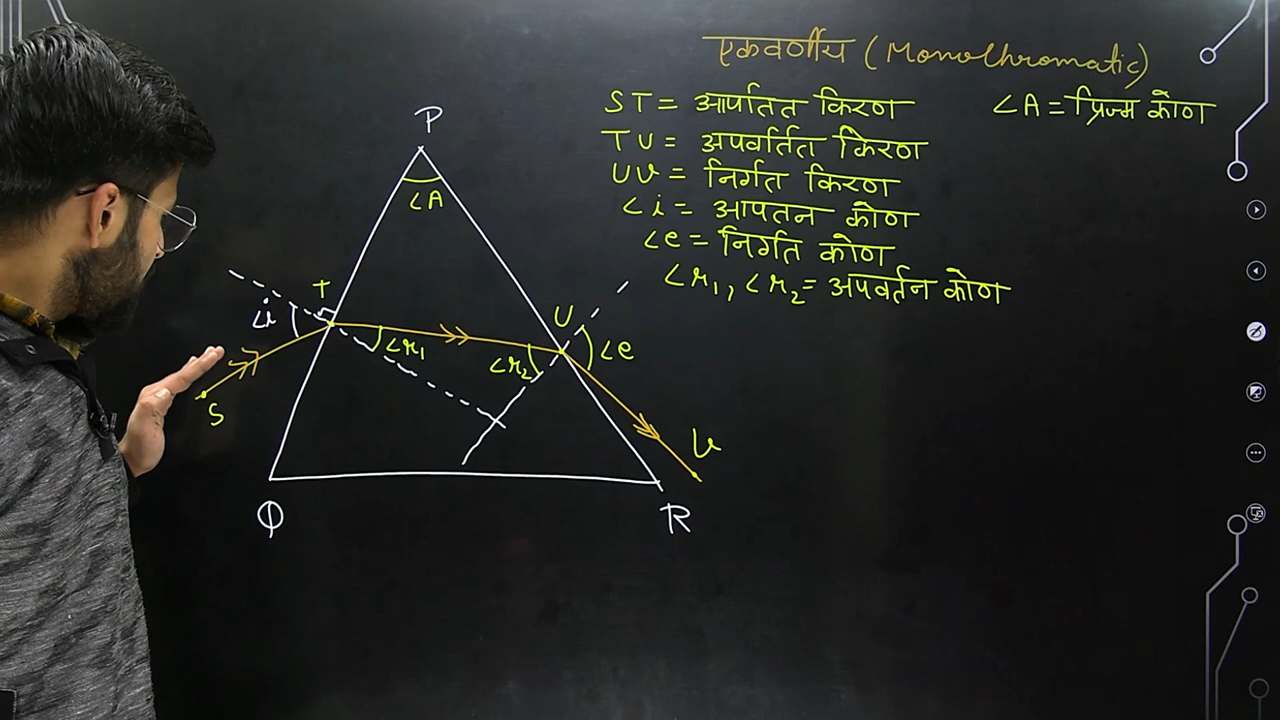 एकवर्णीय (Monochromatic)
ST = आपतित किरण
∠A = प्रिज्म कोण
TU = अपवर्तित किरण
UV = निर्गत किरण
∠i = आपतन कोण
∠e = निर्गत कोण
∠r₁, ∠r₂ = अपवर्तन कोण
P
∠A
T
∠i
U
∠r₁
∠r₂
∠e
S
V
Q
R